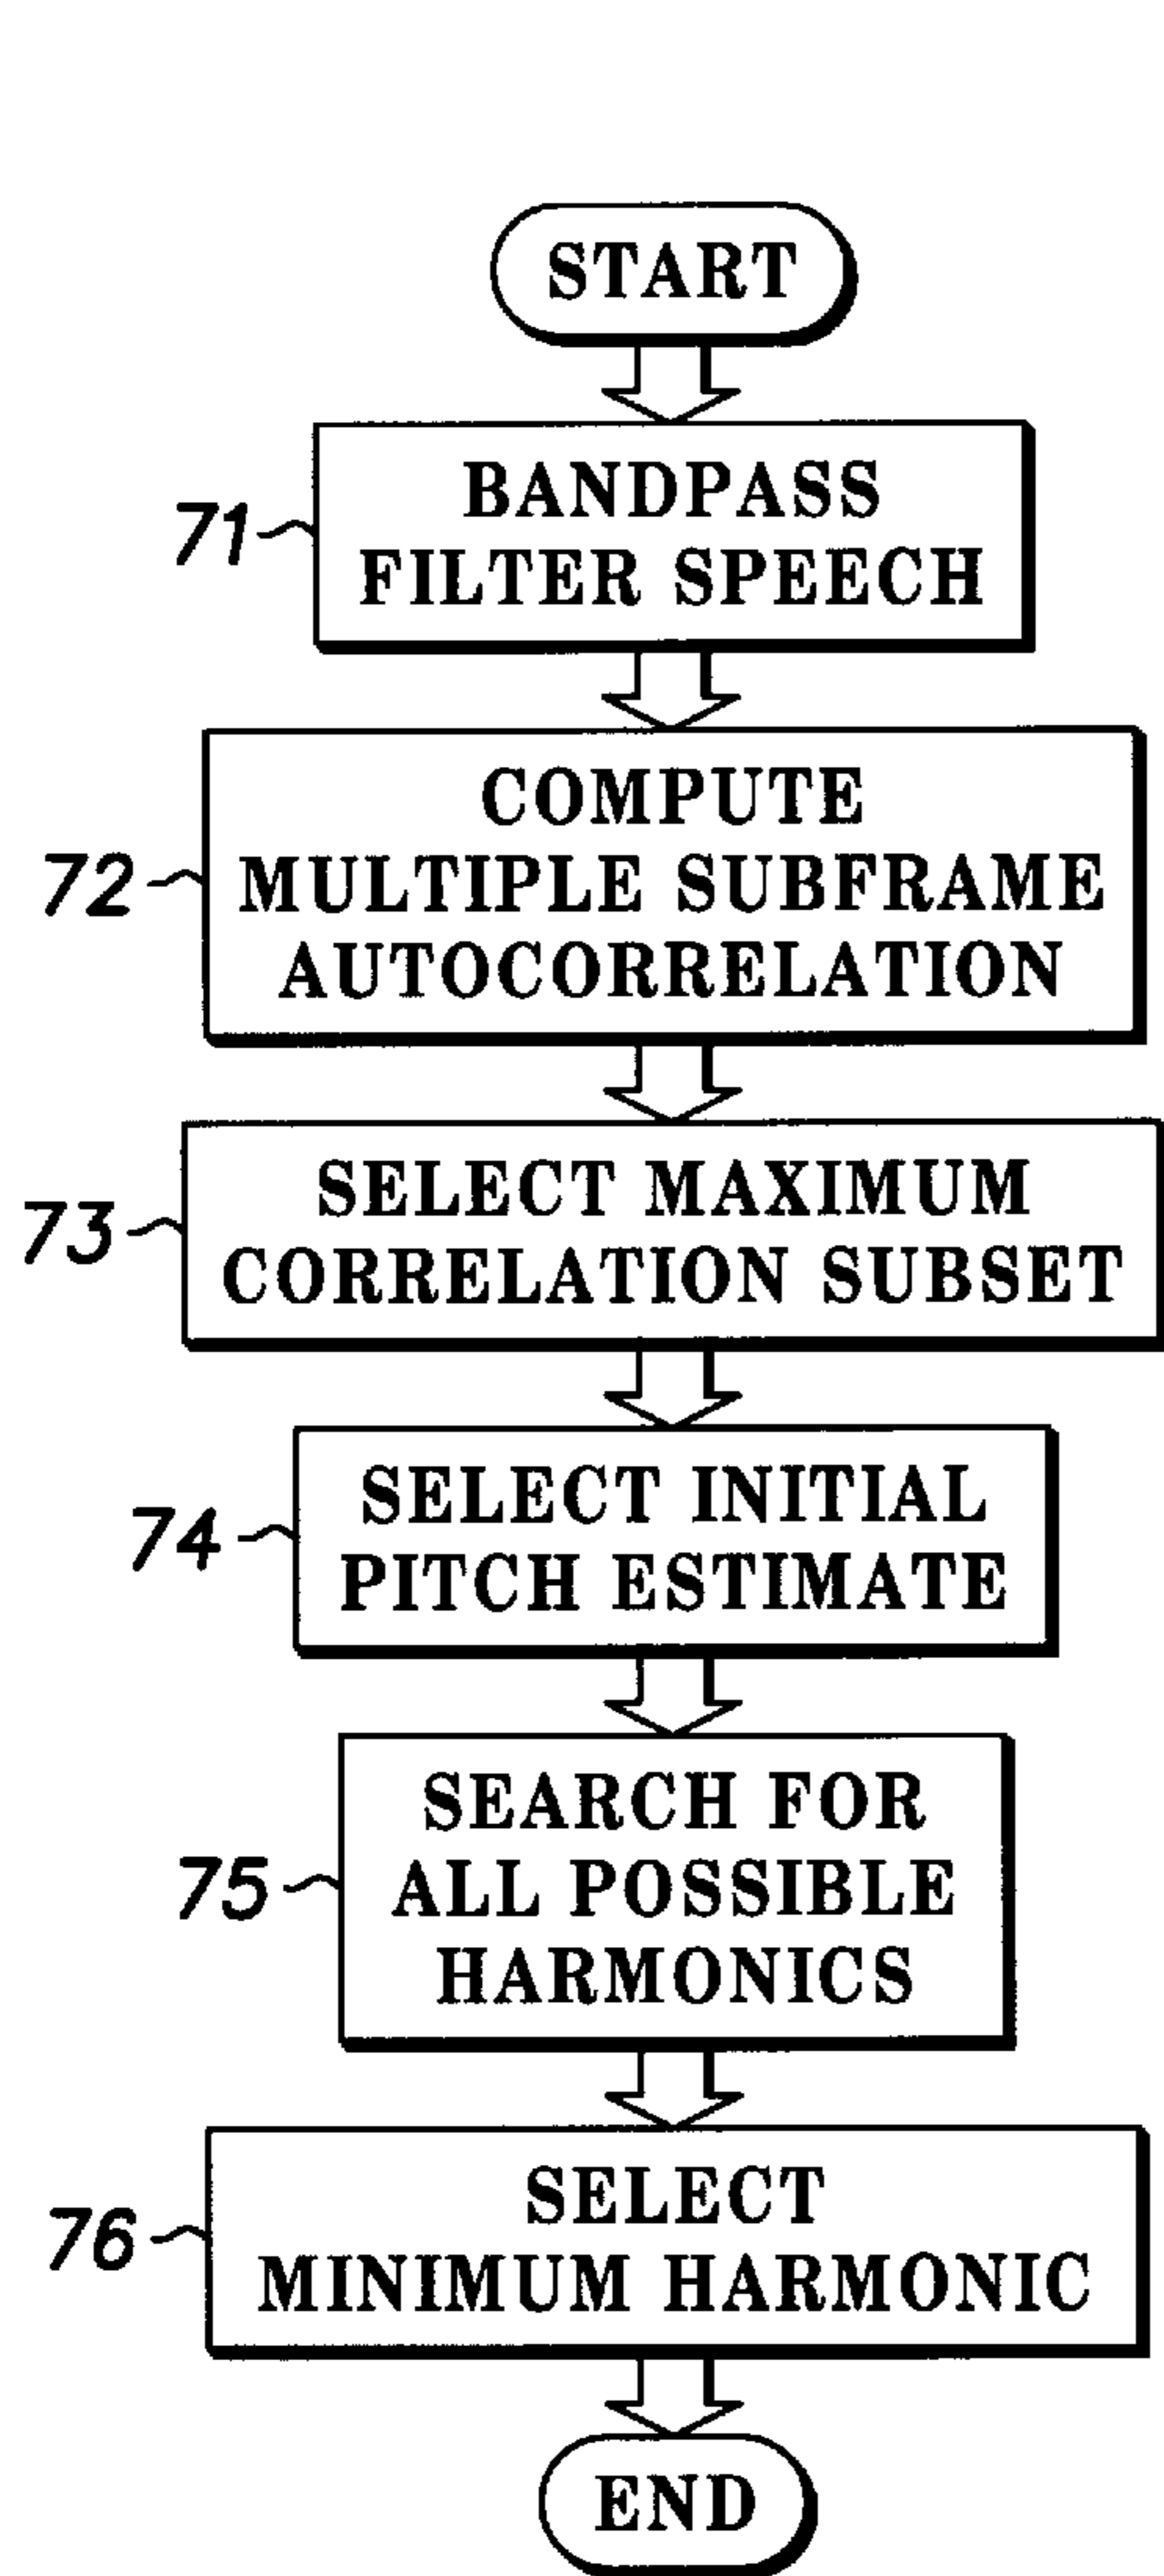 START
71
BANDPASS
FILTER SPEECH
72
COMPUTE
MULTIPLE SUBFRAME
AUTOCORRELATION
73
SELECT MAXIMUM
CORRELATION SUBSET
74
SELECT INITIAL
PITCH ESTIMATE
75
SEARCH FOR
ALL POSSIBLE
HARMONICS
76
SELECT
MINIMUM HARMONIC
END